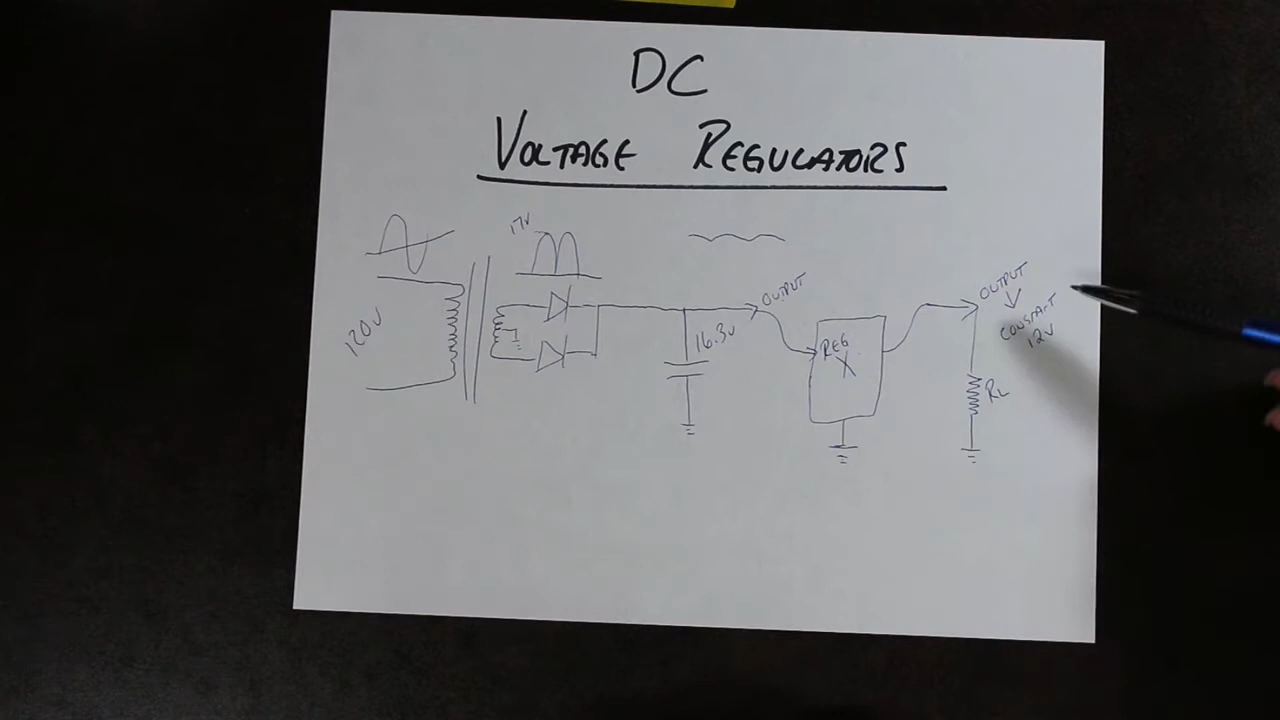 DC
VOLTAGE REGULATORS
17V
120V
OUTPUT
16.3V
REG
X
OUTPUT
CONSTANT
12V
RL